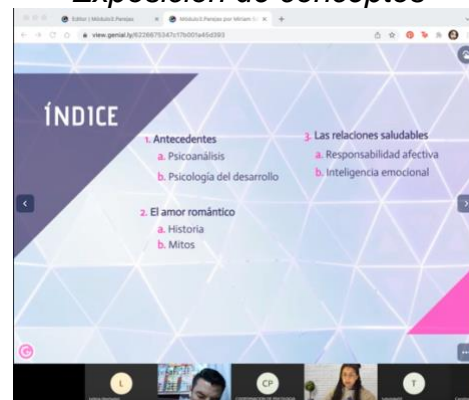 Exposición de conceptos
Editor | Módulo3.Parejas
Módulo3.Parejas por Miriam
view.genial.ly/6226675347c17b001a45d393
ÍNDICE
1. Antecedentes
a. Psicoanálisis
b. Psicología del desarrollo
2. El amor romántico
a. Historia
b. Mitos
3. Las relaciones saludables
a. Responsabilidad afectiva
b. Inteligencia emocional
L
CP
T